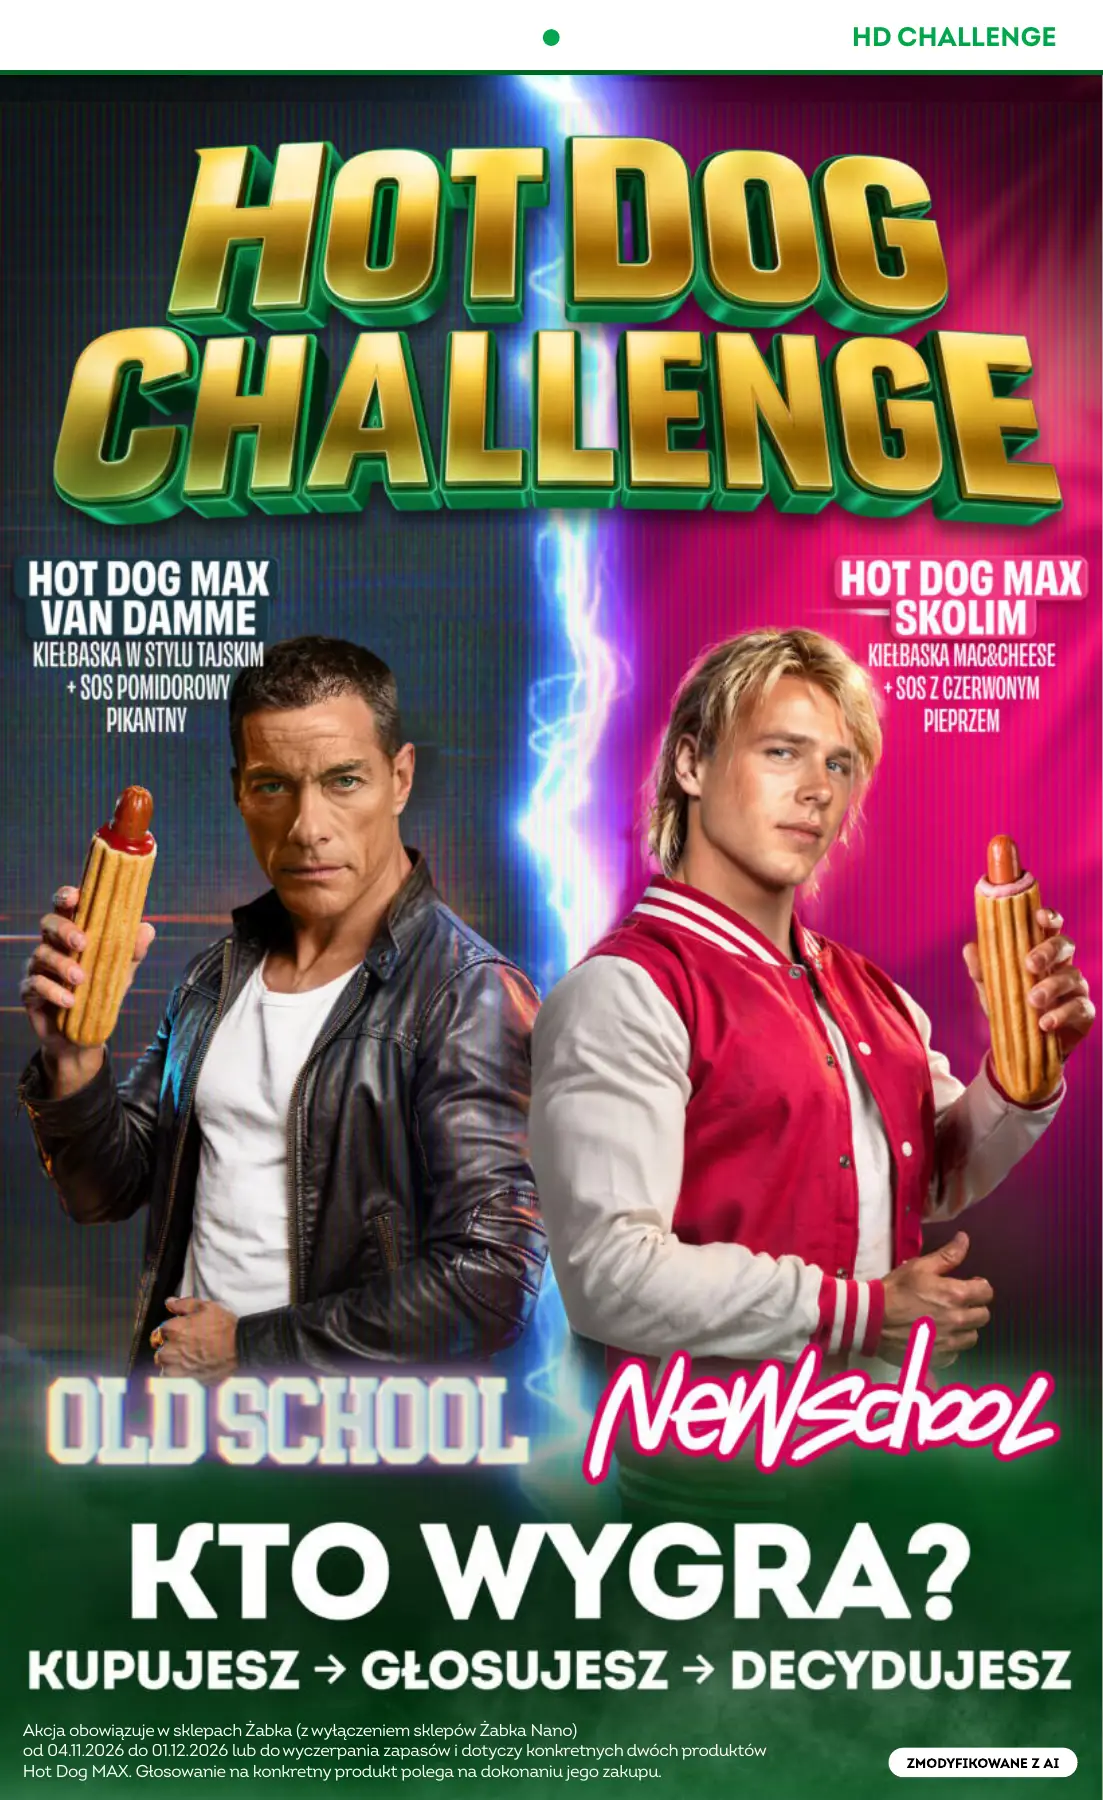 HD CHALLENGE
HOT DOG
CHALLENGE
HOT DOG MAX
VAN DAMME
KIEŁBASKA W STYLU TAJSKIM
+ SOS POMIDOROWY
PIKANTNY
HOT DOG MAX
SKOLIM
KIEŁBASKA MAC&CHEESE
+ SOS Z CZERWONYM
PIEPRZEM
OLD SCHOOL
NEWSCHOOL
KTO WYGRA?
KUPUJESZ → GŁOSUJESZ → DECYDUJESZ
Akcja obowiązuje w sklepach Żabka (z wyłączeniem sklepów Żabka Nano)
od 04.11.2026 do 01.12.2026 lub do wyczerpania zapasów i dotyczy konkretnych dwóch produktów
Hot Dog MAX. Głosowanie na konkretny produkt polega na dokonaniu jego zakupu.
ZMODYFIKOWANE Z AI